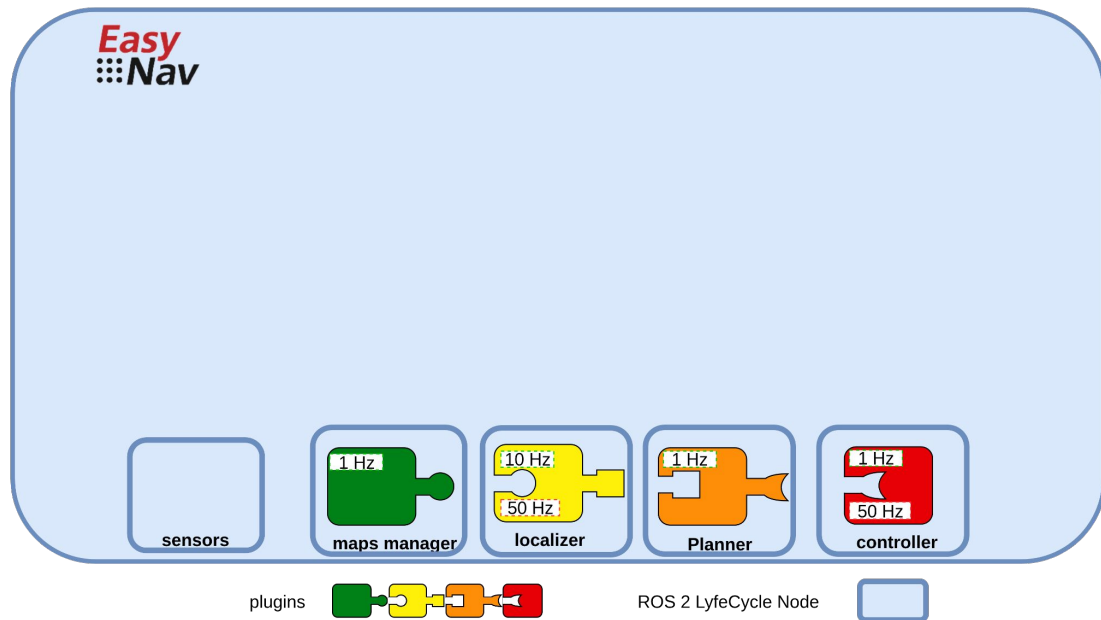 Easy
Nav
1 Hz
10 Hz
1 Hz
1 Hz
50 Hz
50 Hz
sensors
maps manager
localizer
Planner
controller
plugins
ROS 2 LyfeCycle Node